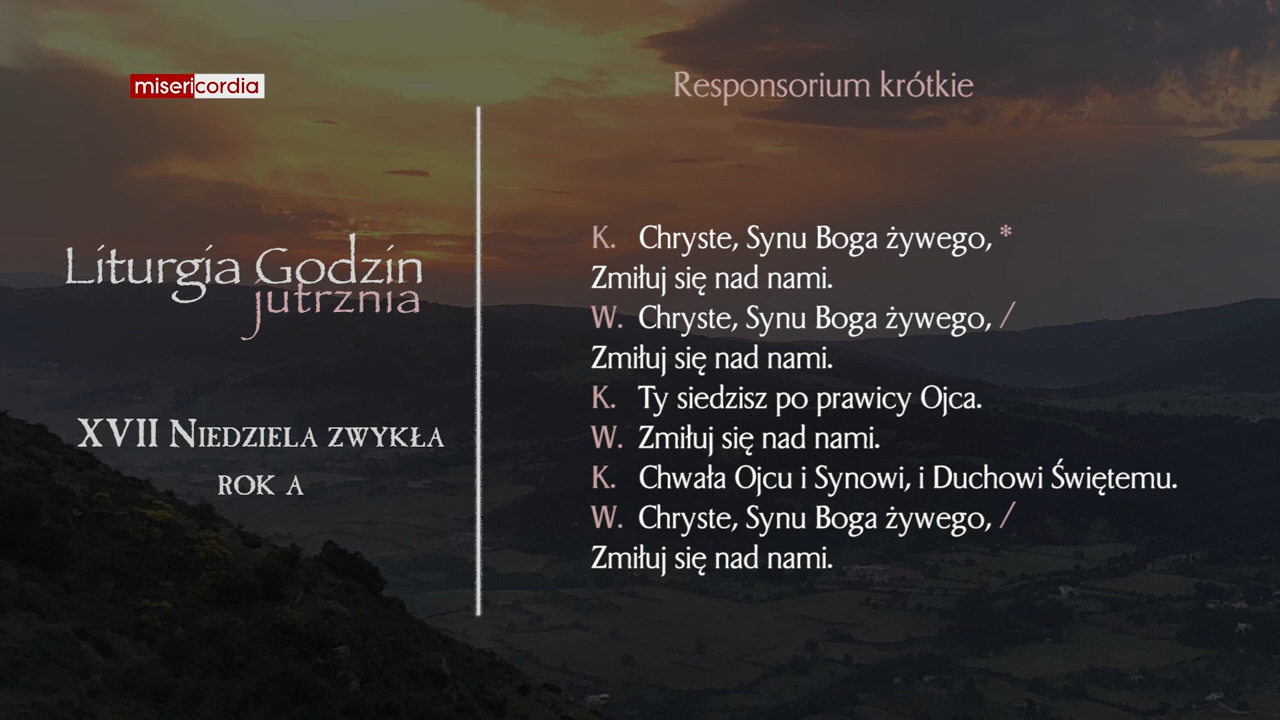 misericordia
Liturgia Godzin
jutrznia
XVII Niedziela zwykła
rok a
Responsorium krótkie
K. Chryste, Synu Boga żywego, *
Zmiłuj się nad nami.
W. Chryste, Synu Boga żywego, /
Zmiłuj się nad nami.
K. Ty siedzisz po prawicy Ojca.
W. Zmiłuj się nad nami.
K. Chwała Ojcu i Synowi, i Duchowi Świętemu.
W. Chryste, Synu Boga żywego, /
Zmiłuj się nad nami.